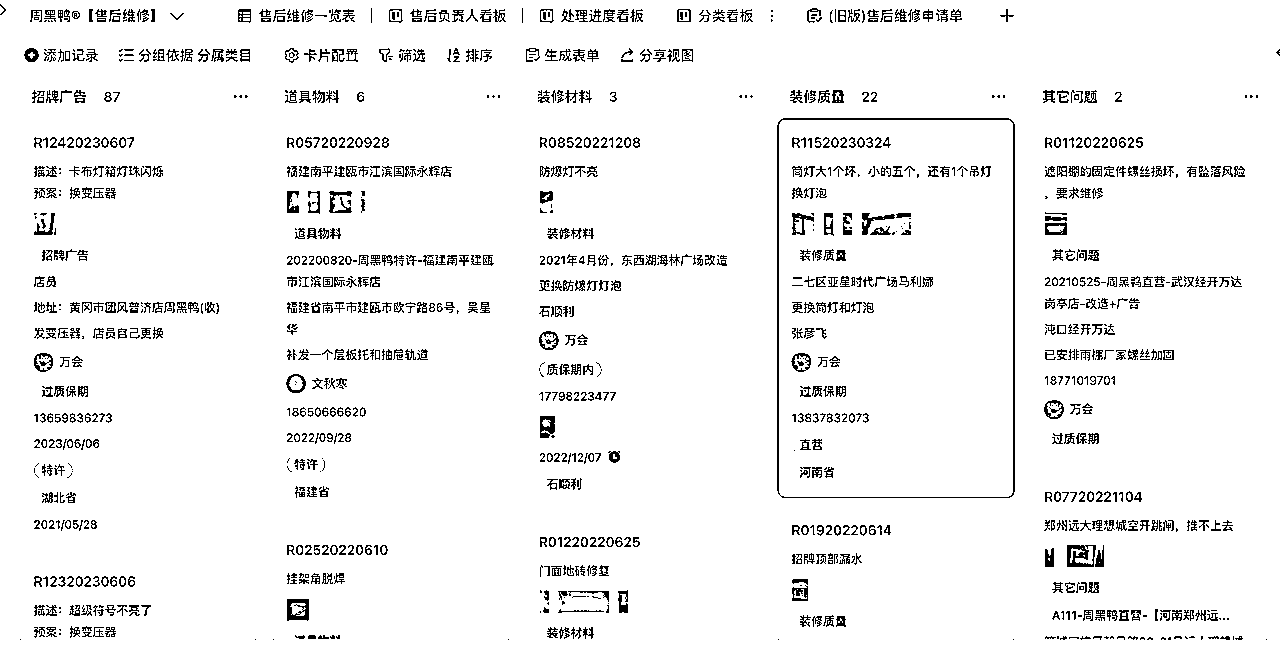 周黑鸭®【售后维修】
售后维修一览表
售后负责人看板
处理进度看板
分类看板
(旧版)售后维修申请单
添加记录
分组依据 分属类目
卡片配置
筛选
排序
生成表单
分享视图
招牌广告 87
R12420230607
描述：卡布灯箱灯珠闪烁
预案：换变压器
招牌广告
店员
地址：黄冈市团风普济店周黑鸭(收)
发变压器，店员自己更换
万会
过质保期
13659836273
2023/06/06
(特许)
湖北省
2021/05/28
R12320230606
描述：超级符号不亮了
预案：换变压器
道具物料 6
R05720220928
福建南平建瓯市江滨国际永辉店
道具物料
202200820-周黑鸭特许-福建南平建瓯
市江滨国际永辉店
福建省南平市建瓯市欧宁路86号，吴星
华
补发一个层板托和抽屉轨道
文秋寒
18650666620
2022/09/28
(特许)
福建省
R02520220610
挂架角脱焊
道具物料
装修材料 3
R08520221208
防爆灯不亮
装修材料
2021年4月份，东西湖海林广场改造
更换防爆灯灯泡
石顺利
万会
(质保期内)
17798223477
2022/12/07
石顺利
R01220220625
门面地砖修整
装修材料
装修质量 22
R11520230324
筒灯大1个坏，小的五个，还有1个吊灯
换灯泡
装修质量
二七区亚星时代广场马利娜
更换筒灯和灯泡
张彦飞
万会
过质保期
13837832073
直营
河南省
R01920220614
招牌顶部漏水
装修质量
其它问题 2
R01120220625
遮阳棚的固定件螺丝损坏，有坠落风险
，要求维修
其它问题
20210525-周黑鸭直营-武汉经开万达
岗亭店-改造+广告
沌口经开万达
已安排雨棚厂家螺丝加固
18771019701
万会
过质保期
R07720221104
郑州远大理想城空开跳闸，推不上去
其它问题
A111-周黑鸭直营-【河南郑州远...